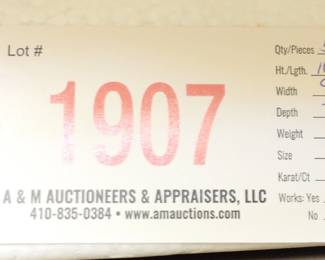 Lot #
1907
A & M AUCTIONEERS & APPRAISERS, LLC
410-835-0384 • www.amauctions.com
Qty/Pieces
Ht./Lgth.
Width
Depth
Weight
Size
Karat/Ct
Works: Yes
No